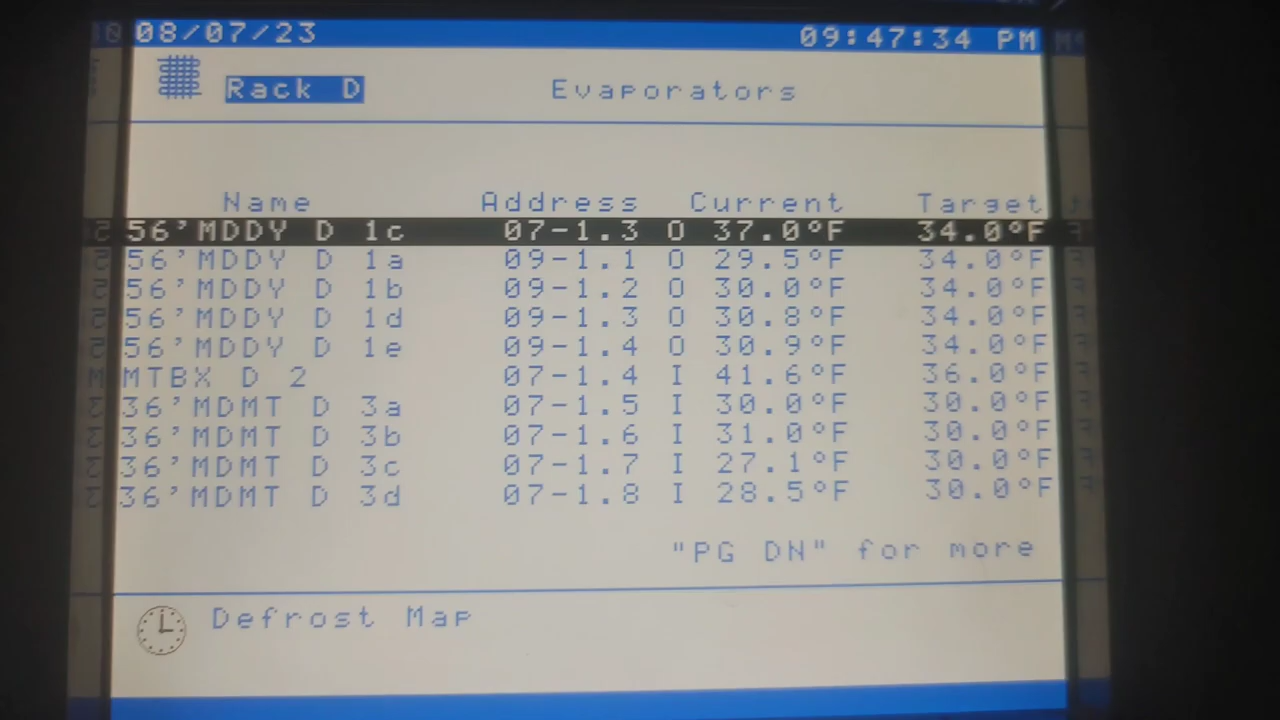 08/07/23 09:47:34 PM
Rack D Evaporators
Name Address Current Target
56'MDDY D 1c 07-1.3 O 37.0°F 34.0°F
56'MDDY D 1a 09-1.1 O 29.5°F 34.0°F
56'MDDY D 1b 09-1.2 O 30.0°F 34.0°F
56'MDDY D 1d 09-1.3 O 30.8°F 34.0°F
56'MDDY D 1e 09-1.4 O 30.9°F 34.0°F
MTBX D 2 07-1.4 I 41.6°F 36.0°F
36'MDMT D 3a 07-1.5 I 30.0°F 30.0°F
36'MDMT D 3b 07-1.6 I 31.0°F 30.0°F
36'MDMT D 3c 07-1.7 I 27.1°F 30.0°F
36'MDMT D 3d 07-1.8 I 28.5°F 30.0°F
"PG DN" for more
Defrost Map